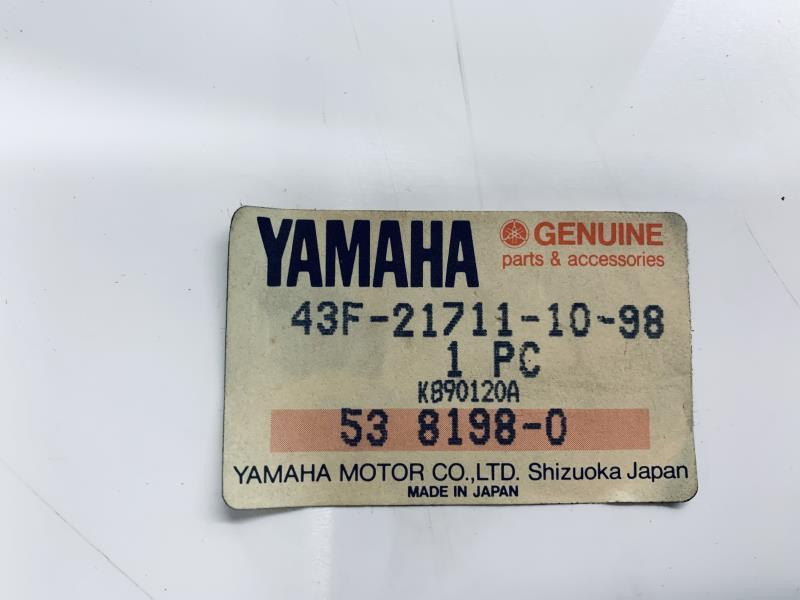 YAMAHA GENUINE
parts & accessories
43F-21711-10-98
1 PC
K890120A
53 8198-0
YAMAHA MOTOR CO.,LTD. Shizuoka Japan
MADE IN JAPAN